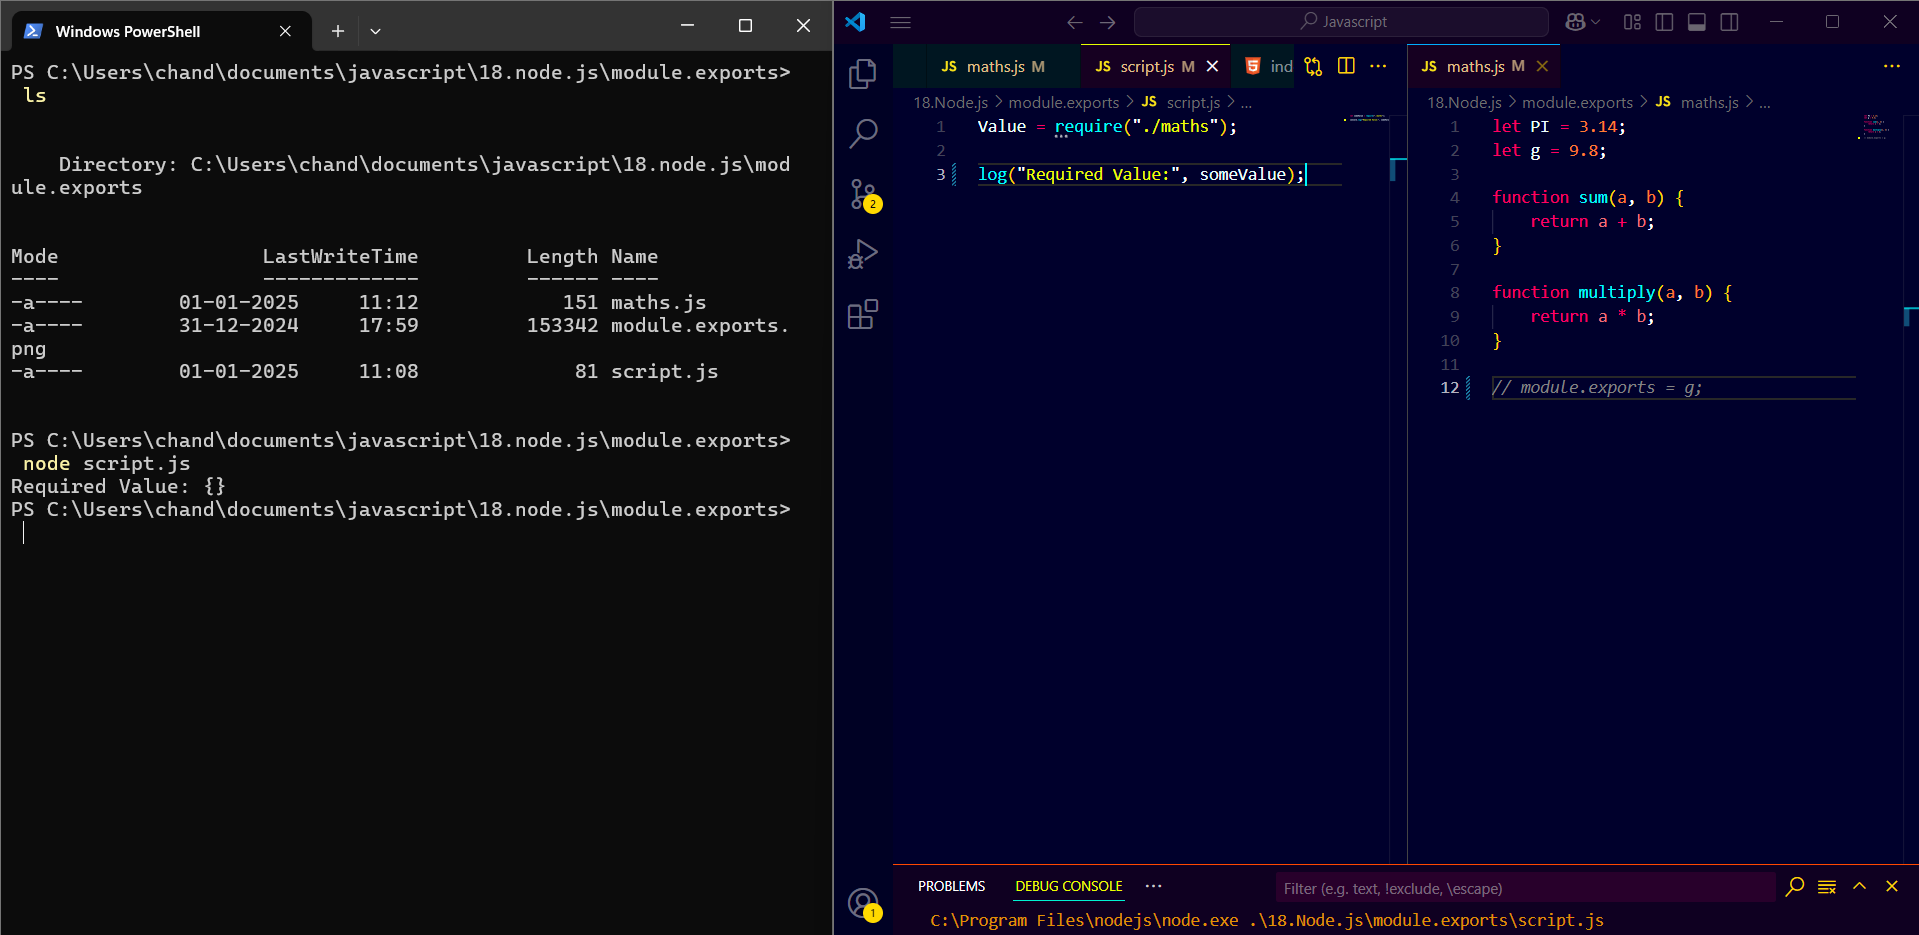 Windows PowerShell
PS C:\Users\chand\documents\javascript\18.node.js\module.exports>
ls
Directory: C:\Users\chand\documents\javascript\18.node.js\mod
ule.exports
Mode LastWriteTime Length Name
---- ------------- ------ ----
-a---- 01-01-2025 11:12 151 maths.js
-a---- 31-12-2024 17:59 153342 module.exports.
png
-a---- 01-01-2025 11:08 81 script.js
PS C:\Users\chand\documents\javascript\18.node.js\module.exports>
node script.js
Required Value: {}
PS C:\Users\chand\documents\javascript\18.node.js\module.exports>
Javascript
JS maths.js M JS script.js M ind
18.Node.js > module.exports > JS script.js > ...
1 Value = require("./maths");
2
3 log("Required Value:", someValue);
JS maths.js M
18.Node.js > module.exports > JS maths.js > ...
1 let PI = 3.14;
2 let g = 9.8;
3
4 function sum(a, b) {
5 return a + b;
6 }
7
8 function multiply(a, b) {
9 return a * b;
10 }
11
12 // module.exports = g;
2
1
PROBLEMS DEBUG CONSOLE ...
Filter (e.g. text, !exclude, \escape)
C:\Program Files\nodejs\node.exe .\18.Node.js\module.exports\script.js